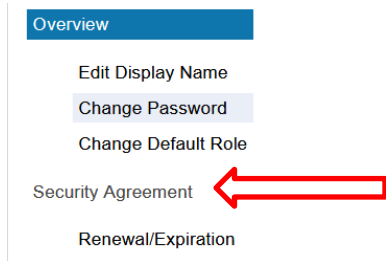 Overview
Edit Display Name
Change Password
Change Default Role
Security Agreement
Renewal/Expiration